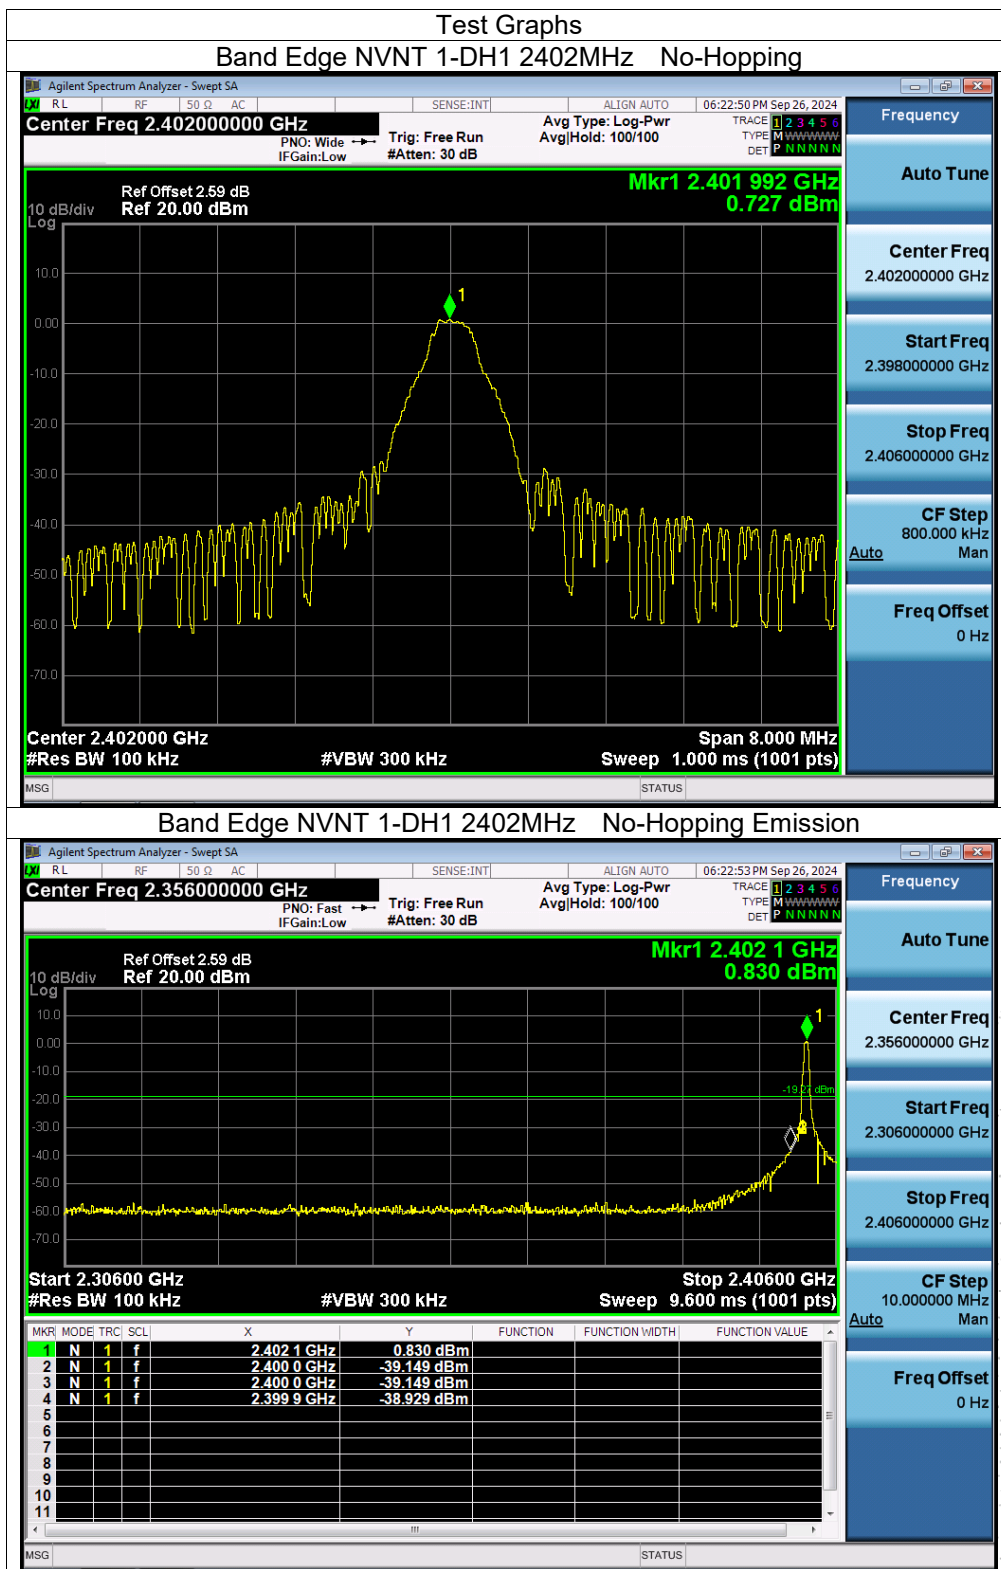 Test Graphs
Band Edge NVNT 1-DH1 2402MHz No-Hopping
Agilent Spectrum Analyzer - Swept SA
LXI RL RF 50 Ω AC SENSE:INT ALIGN AUTO 06:22:50 PM Sep 26, 2024
Center Freq 2.402000000 GHz
PNO: Wide
IFGain:Low
Trig: Free Run
#Atten: 30 dB
Avg Type: Log-Pwr
Avg|Hold: 100/100
TRACE 1 2 3 4 5 6
TYPE M WWWWW
DET P N N N N N
Mkr1 2.401 992 GHz
0.727 dBm
Ref Offset 2.59 dB
10 dB/div Ref 20.00 dBm
Log
10.0
0.00
-10.0
-20.0
-30.0
-40.0
-50.0
-60.0
-70.0
1
Center 2.402000 GHz Span 8.000 MHz
#Res BW 100 kHz #VBW 300 kHz Sweep 1.000 ms (1001 pts)
MSG STATUS
Frequency
Auto Tune
Center Freq
2.402000000 GHz
Start Freq
2.398000000 GHz
Stop Freq
2.406000000 GHz
CF Step
800.000 kHz
Auto Man
Freq Offset
0 Hz
Band Edge NVNT 1-DH1 2402MHz No-Hopping Emission
Agilent Spectrum Analyzer - Swept SA
LXI RL RF 50 Ω AC SENSE:INT ALIGN AUTO 06:22:53 PM Sep 26, 2024
Center Freq 2.356000000 GHz
PNO: Fast
IFGain:Low
Trig: Free Run
#Atten: 30 dB
Avg Type: Log-Pwr
Avg|Hold: 100/100
TRACE 1 2 3 4 5 6
TYPE M WWWWW
DET P N N N N N
Mkr1 2.402 1 GHz
0.830 dBm
Ref Offset 2.59 dB
10 dB/div Ref 20.00 dBm
Log
10.0
0.00
-10.0
-20.0
-30.0
-40.0
-50.0
-60.0
-70.0
1
-19.27 dBm
Start 2.30600 GHz Stop 2.40600 GHz
#Res BW 100 kHz #VBW 300 kHz Sweep 9.600 ms (1001 pts)
MKR MODE TRC SCL X Y FUNCTION FUNCTION WIDTH FUNCTION VALUE
1 N 1 f 2.402 1 GHz 0.830 dBm
2 N 1 f 2.400 0 GHz -39.149 dBm
3 N 1 f 2.400 0 GHz -39.149 dBm
4 N 1 f 2.399 9 GHz -38.929 dBm
5
6
7
8
9
10
11
MSG STATUS
Frequency
Auto Tune
Center Freq
2.356000000 GHz
Start Freq
2.306000000 GHz
Stop Freq
2.406000000 GHz
CF Step
10.000000 MHz
Auto Man
Freq Offset
0 Hz